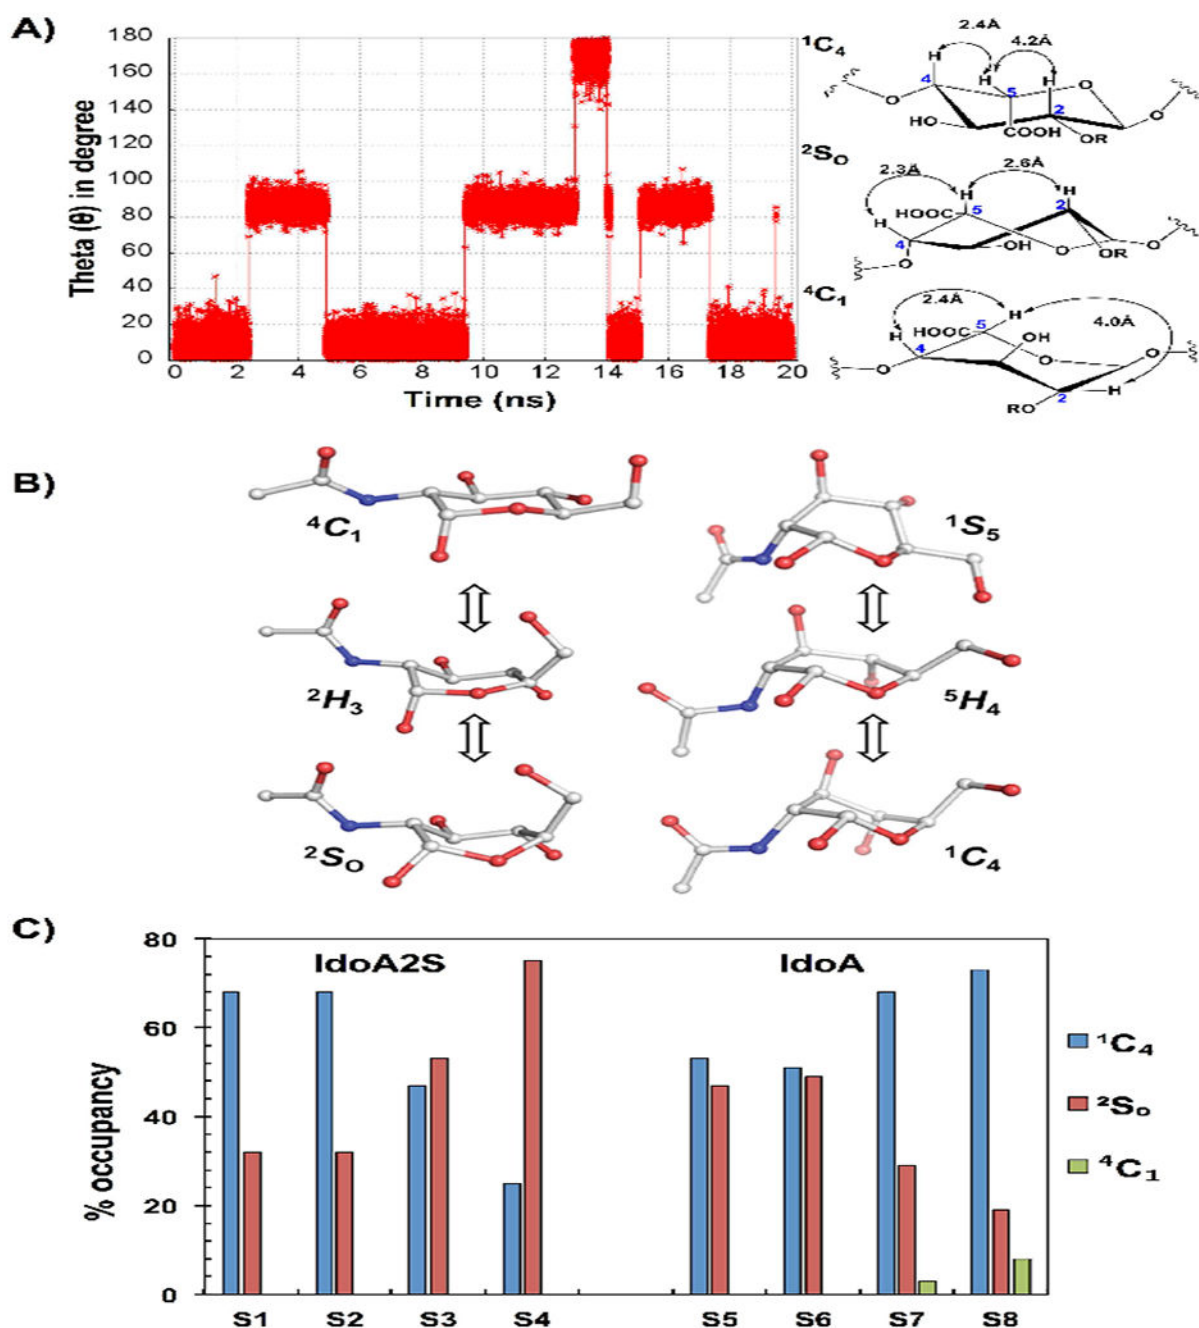 A)
Theta (θ) in degree
180
160
140
120
100
80
60
40
20
0
0 2 4 6 8 10 12 14 16 18 20
Time (ns)
¹C₄
2.4Å 4.2Å
H H H
4 5 2
O O O
HO COOH OR
²Sₒ
2.3Å 2.6Å
H H H
HOOC 5 2
4 OH O O
O OR
⁴C₁
2.4Å 4.0Å
H
HOOC 5 OH
H 4 O O
O
RO 2 H
B)
⁴C₁ ¹S₅
²H₃ ⁵H₄
²Sₒ ¹C₄
C)
% occupancy
80
60
40
20
0
IdoA2S IdoA
S1 S2 S3 S4 S5 S6 S7 S8
¹C₄
²Sₒ
⁴C₁